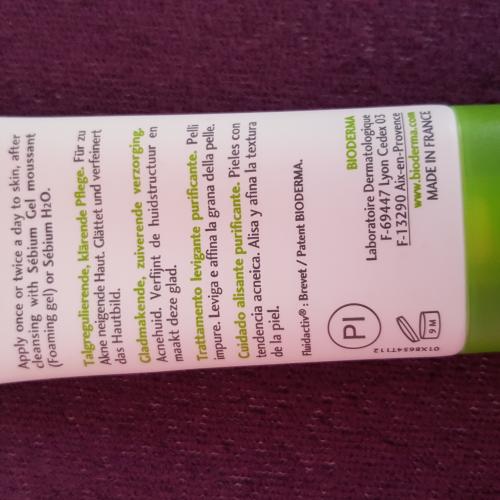 Apply once or twice a day to skin, after
cleansing with Sébium Gel moussant
(Foaming gel) or Sébium H2O.
Talgregulierende, klärende Pflege. Für zu
Akne neigende Haut. Glättet und verfeinert
das Hautbild.
Gladmakende, zuiverende verzorging.
Acnehuid. Verfijnt de huidstructuur en
maakt deze glad.
Trattamento levigante purificante. Pelli
impure. Leviga e affina la grana della pelle.
Cuidado alisante purificante. Pieles con
tendencia acneica. Alisa y afina la textura
de la piel.
Fluidactiv® : Brevet / Patent BIODERMA.
PI
9 M
BIODERMA
Laboratoire Dermatologique
F-69447 Lyon Cedex 03
F-13290 Aix-en-Provence
www.bioderma.com
MADE IN FRANCE